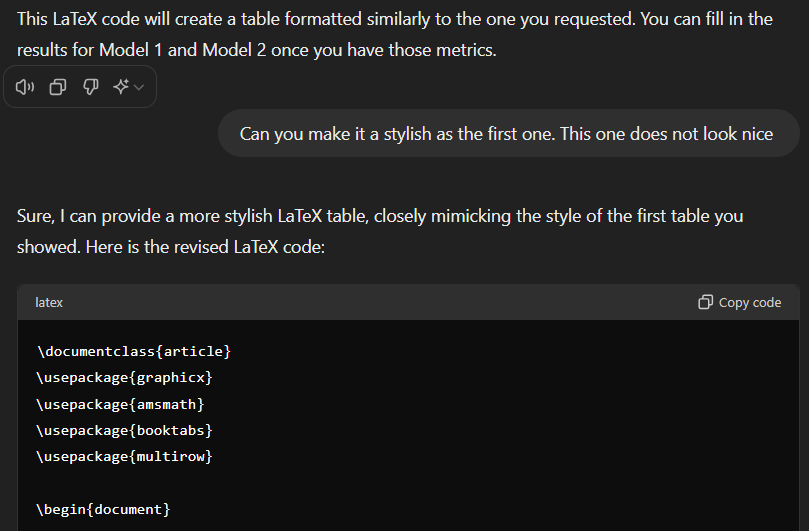 This LaTeX code will create a table formatted similarly to the one you requested. You can fill in the
results for Model 1 and Model 2 once you have those metrics.
Can you make it a stylish as the first one. This one does not look nice
Sure, I can provide a more stylish LaTeX table, closely mimicking the style of the first table you
showed. Here is the revised LaTeX code:
latex
Copy code
\documentclass{article}
\usepackage{graphicx}
\usepackage{amsmath}
\usepackage{booktabs}
\usepackage{multirow}
\begin{document}